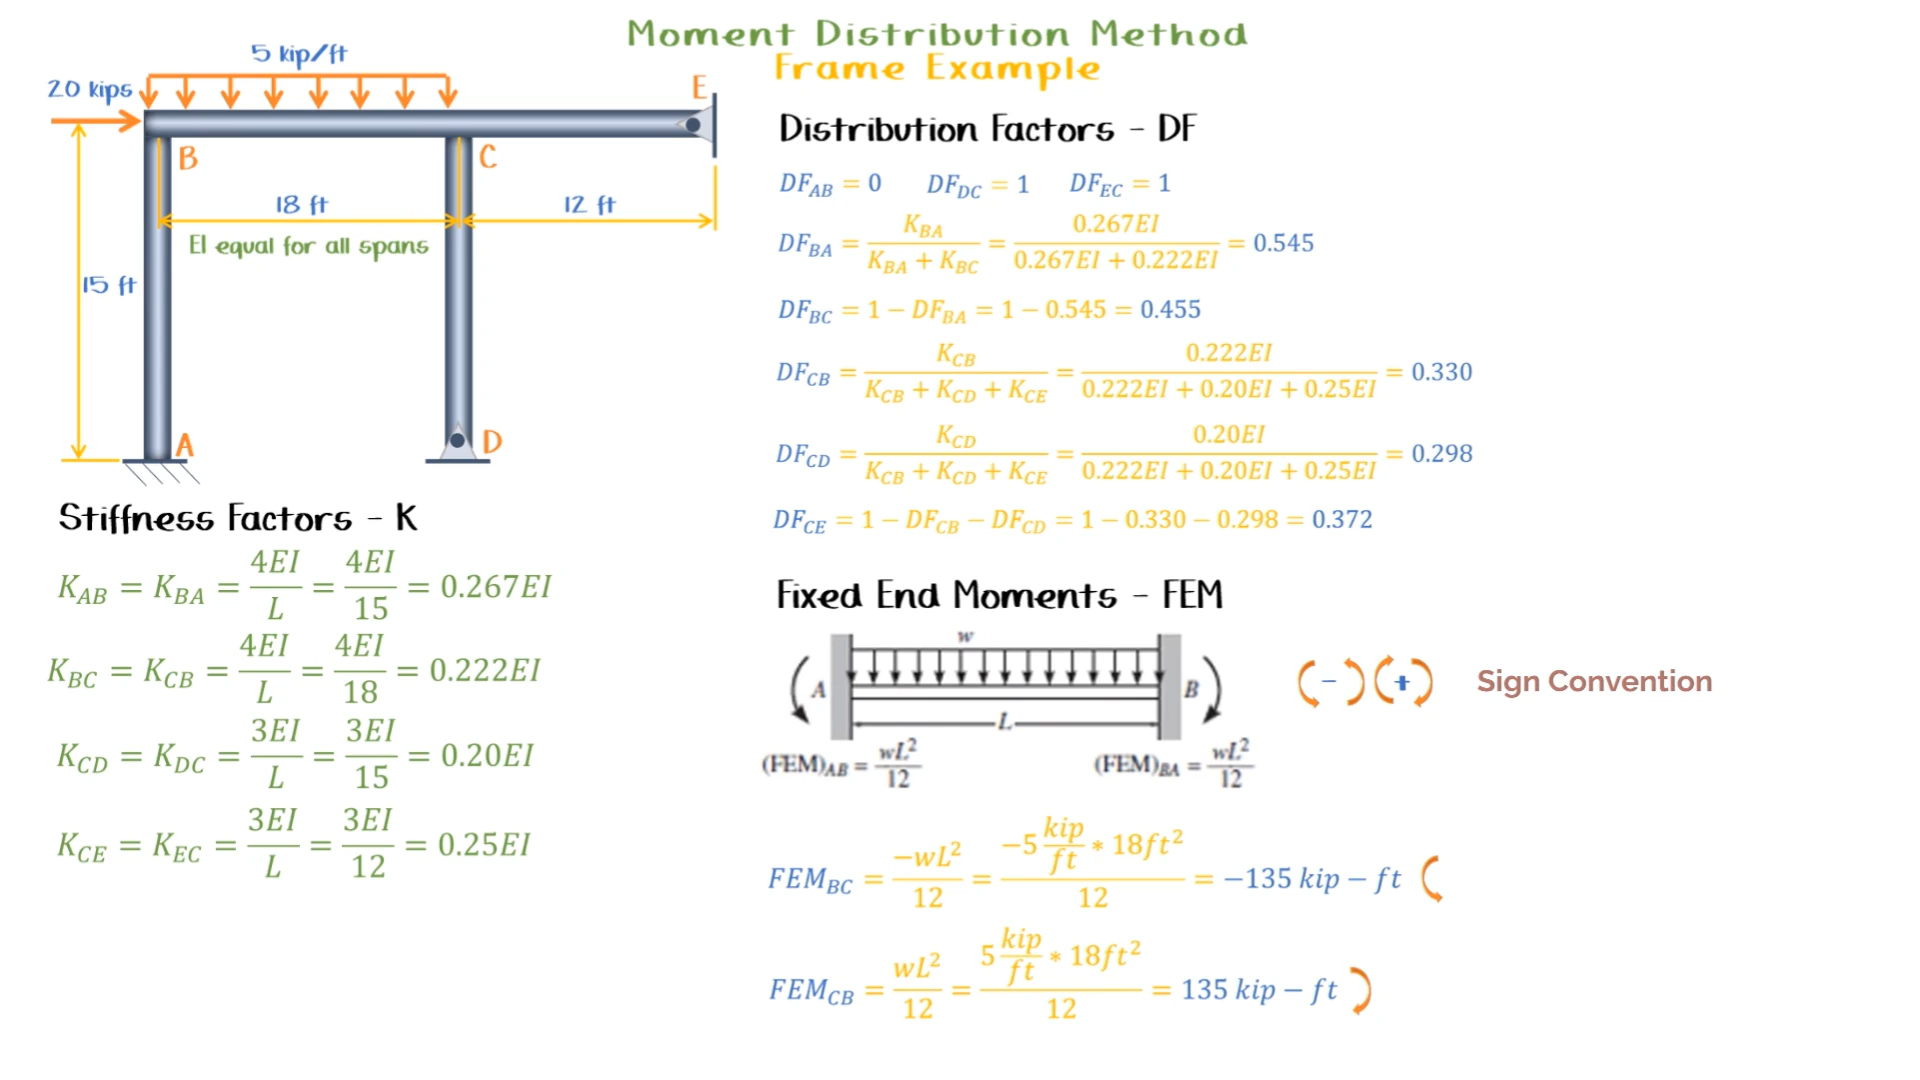 Moment Distribution Method
Frame Example
5 kip/ft
20 kips
E
B
C
18 ft
12 ft
EI equal for all spans
15 ft
A
D
Stiffness Factors - K
K_AB = K_BA = 4EI/L = 4EI/15 = 0.267EI
K_BC = K_CB = 4EI/L = 4EI/18 = 0.222EI
K_CD = K_DC = 3EI/L = 3EI/15 = 0.20EI
K_CE = K_EC = 3EI/L = 3EI/12 = 0.25EI
Distribution Factors - DF
DF_AB = 0 DF_DC = 1 DF_EC = 1
DF_BA = K_BA/(K_BA + K_BC) = 0.267EI/(0.267EI + 0.222EI) = 0.545
DF_BC = 1 − DF_BA = 1 − 0.545 = 0.455
DF_CB = K_CB/(K_CB + K_CD + K_CE) = 0.222EI/(0.222EI + 0.20EI + 0.25EI) = 0.330
DF_CD = K_CD/(K_CB + K_CD + K_CE) = 0.20EI/(0.222EI + 0.20EI + 0.25EI) = 0.298
DF_CE = 1 − DF_CB − DF_CD = 1 − 0.330 − 0.298 = 0.372
Fixed End Moments - FEM
w
A
B
L
(FEM)_AB = wL²/12
(FEM)_BA = wL²/12
− + Sign Convention
FEM_BC = −wL²/12 = −5 kip/ft * 18ft²/12 = −135 kip − ft
FEM_CB = wL²/12 = 5 kip/ft * 18ft²/12 = 135 kip − ft